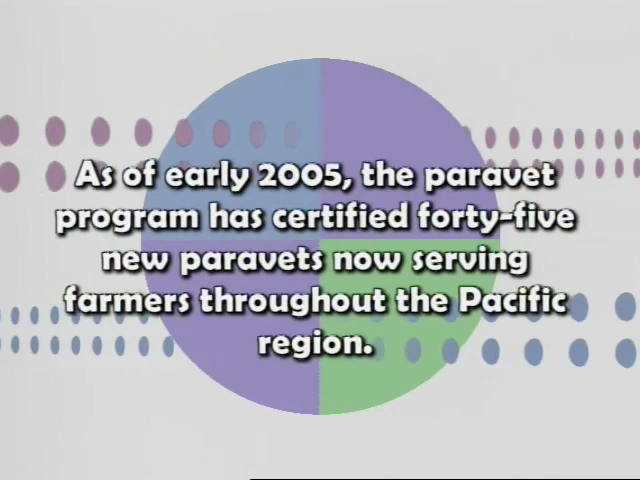 As of early 2005, the paravet
program has certified forty-five
new paravets now serving
farmers throughout the Pacific
region.